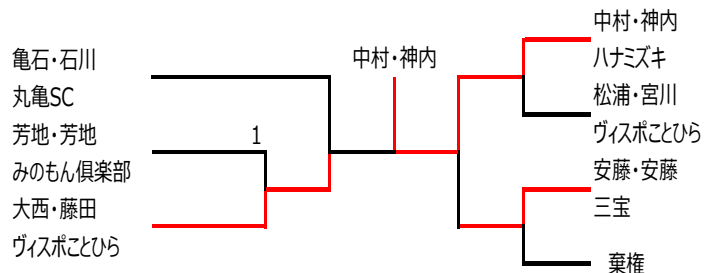 亀石・石川
丸亀SC
芳地・芳地
1
みのもん倶楽部
大西・藤田
ヴィスポことひら
中村・神内
中村・神内
ハナミズキ
松浦・宮川
ヴィスポことひら
安藤・安藤
三宝
棄権